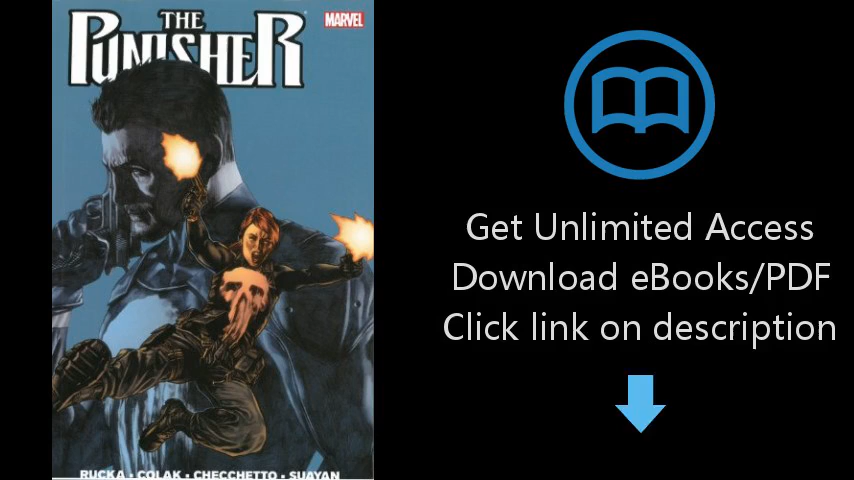 THE
PUNISHER
MARVEL
RUCKA • COLAK • CHECCHETTO • SUAYAN
Get Unlimited Access
Download eBooks/PDF
Click link on description